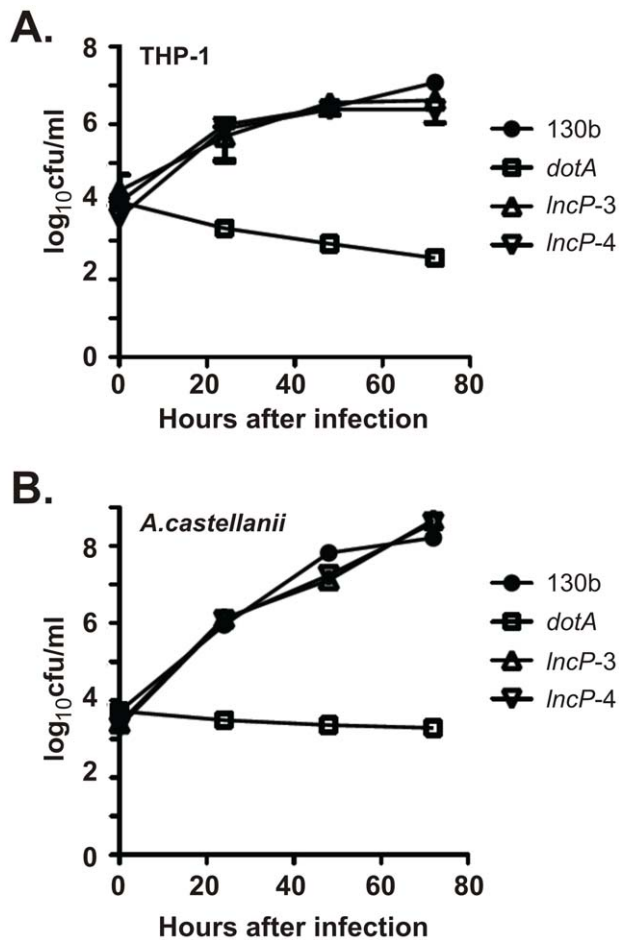 A.
THP-1
8
6
4
2
0
log10cfu/ml
0 20 40 60 80
Hours after infection
130b
dotA
lncP-3
lncP-4
B.
A.castellanii
8
6
4
2
0
log10cfu/ml
0 20 40 60 80
Hours after infection
130b
dotA
lncP-3
lncP-4